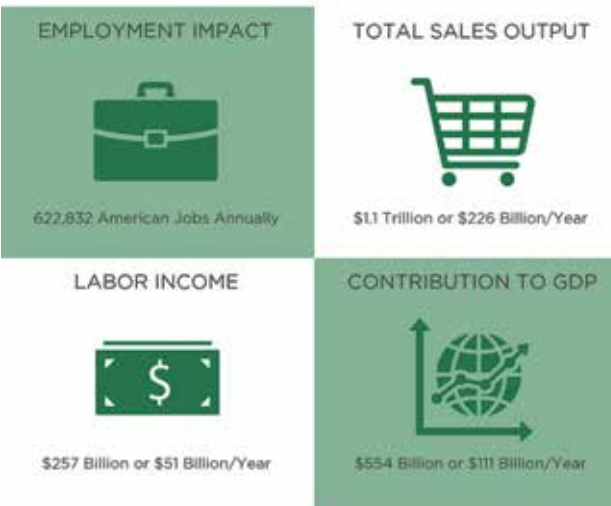 EMPLOYMENT IMPACT
622,832 American Jobs Annually
TOTAL SALES OUTPUT
$1.1 Trillion or $226 Billion/Year
LABOR INCOME
$
$257 Billion or $51 Billion/Year
CONTRIBUTION TO GDP
$554 Billion or $111 Billion/Year